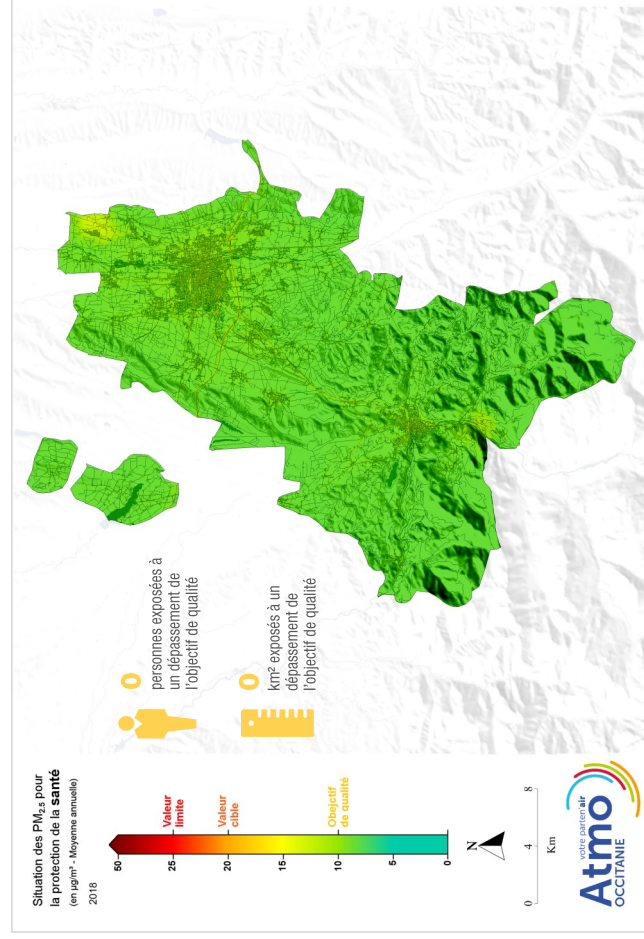 Situation des PM2.5 pour
la protection de la santé
(en µg/m³ - Moyenne annuelle)
2018
50
25
20
15
10
5
0
Valeur
limite
Valeur
cible
Obejctif
de qualité
0
personnes exposées à
un dépassement de
l'objectif de qualité
0
km² exposés à un
dépassement de
l'objectif de qualité
N
0 4 8
Km
votre parten'air
Atmo
OCCITANIE